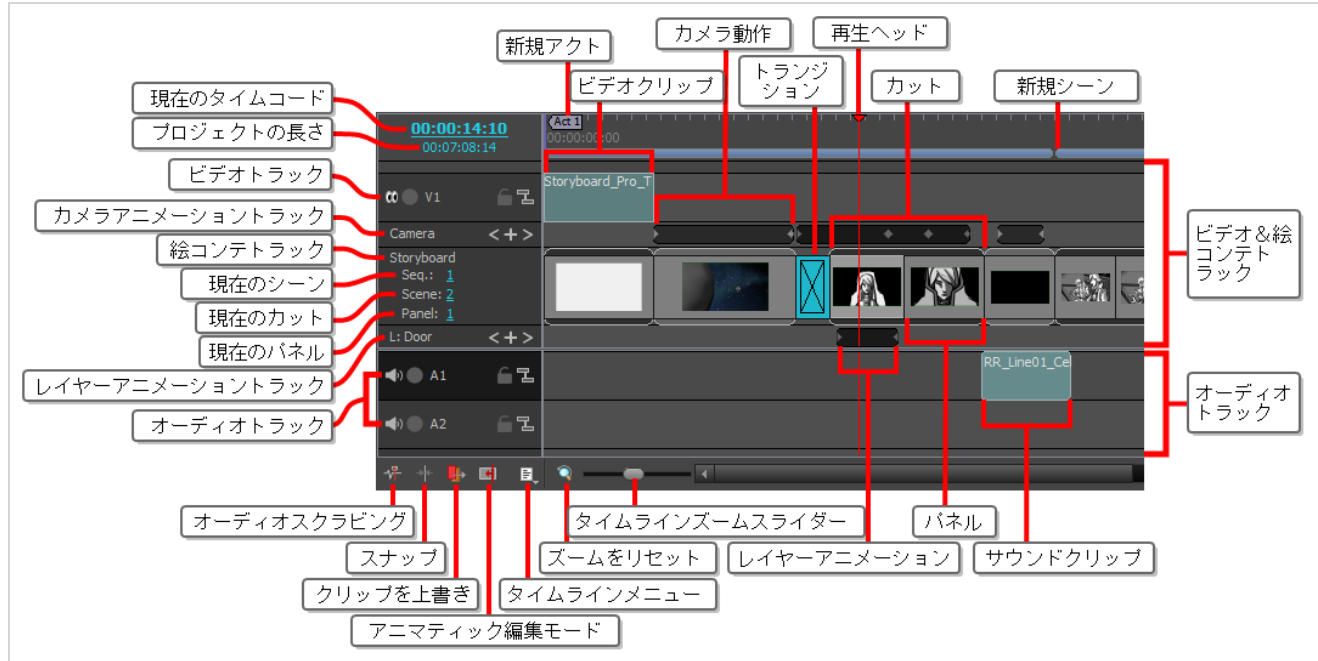 新規アクト
カメラ動作
再生ヘッド
ビデオクリップ
トランジ
ション
カット
新規シーン
現在のタイムコード
プロジェクトの長さ
ビデオトラック
カメラアニメーショントラック
絵コンテトラック
現在のシーン
現在のカット
現在のパネル
レイヤーアニメーショントラック
オーディオトラック
00:00:14:10
00:07:08:14
Act 1
00:00:00:00
V1
Storyboard_Pro_T
Camera
Storyboard
Seq.: 1
Scene: 2
Panel: 1
L: Door
A1
RR_Line01_Cel
A2
ビデオ&絵
コンテト
ラック
オーディオ
トラック
オーディオスクラビング
タイムラインズームスライダー
パネル
スナップ
ズームをリセット
レイヤーアニメーション
サウンドクリップ
クリップを上書き
タイムラインメニュー
アニマティック編集モード